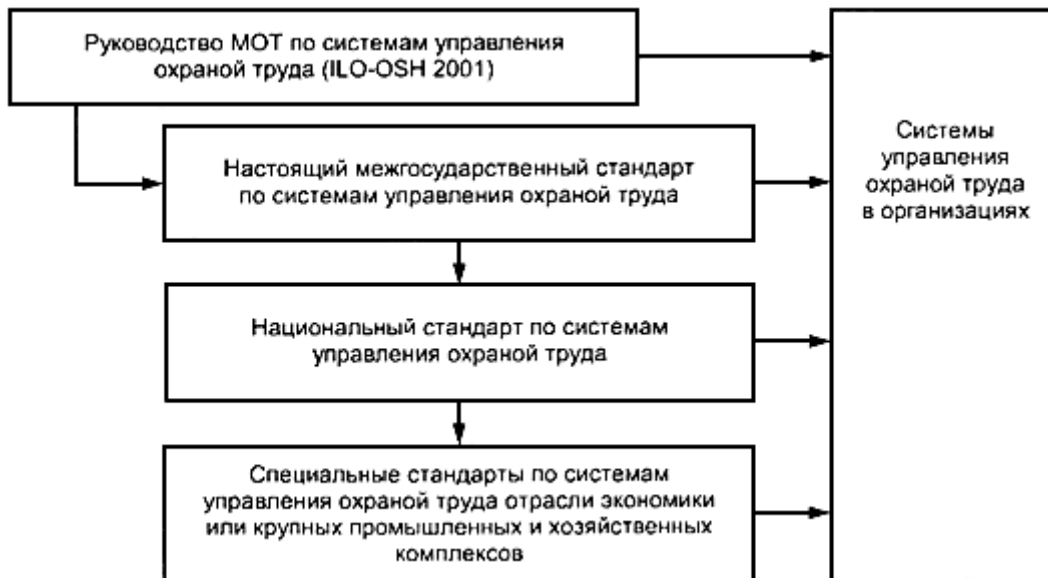 Руководство МОТ по системам управления
охраной труда (ILO-OSH 2001)
Настоящий межгосударственный стандарт
по системам управления охраной труда
Национальный стандарт по системам
управления охраной труда
Специальные стандарты по системам
управления охраной труда отрасли экономики
или крупных промышленных и хозяйственных
комплексов
Системы
управления
охраной труда
в организациях